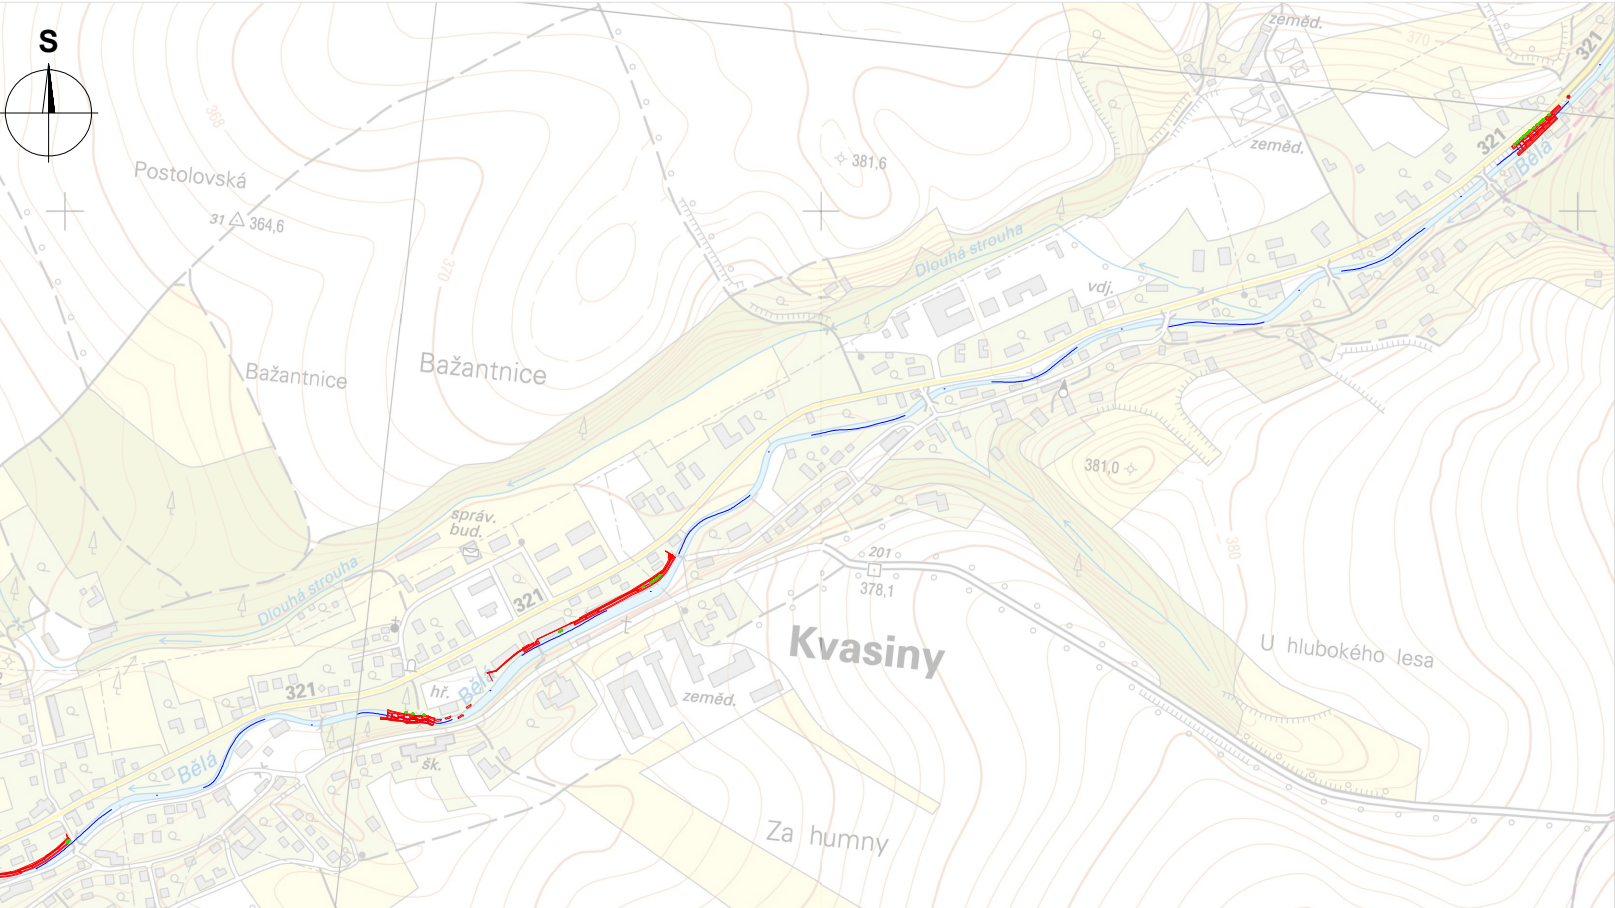 S
zeměd.
370
321
368
321
Bělá
zeměd.
381,6
Postolovská
31 364,6
Dlouhá strouha
370
vdj.
Bažantnice
Bažantnice
381,0
správ.
bud.
380
201
378,1
Dlouhá strouha
321
Kvasiny
U hlubokého lesa
hř.
Bělá
321
zeměd.
Bělá
šk.
Za humny